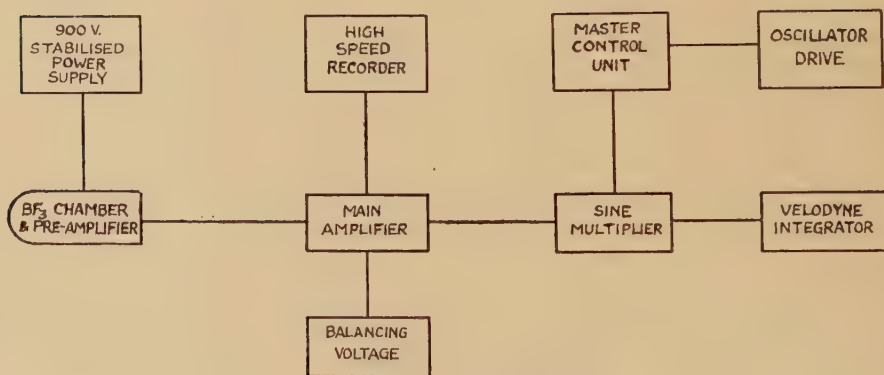 900 V.
STABILISED
POWER
SUPPLY
HIGH
SPEED
RECORDER
MASTER
CONTROL
UNIT
OSCILLATOR
DRIVE
BF₃ CHAMBER
& PRE-AMPLIFIER
MAIN
AMPLIFIER
SINE
MULTIPLIER
VELODYNE
INTEGRATOR
BALANCING
VOLTAGE